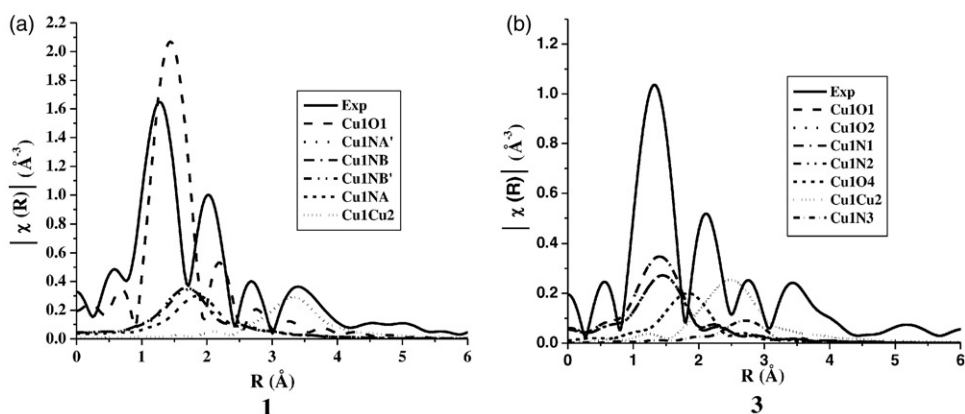 (a)
2.2
2.0
1.8
1.6
1.4
1.2
1.0
0.8
0.6
0.4
0.2
0.0
| χ (R)| (Å⁻³)
Exp
Cu1O1
Cu1NA'
Cu1NB
Cu1NB'
Cu1NA
Cu1Cu2
0 1 2 3 4 5 6
R (Å)
1
(b)
1.2
1.0
0.8
0.6
0.4
0.2
0.0
| χ (R)| (Å⁻³)
Exp
Cu1O1
Cu1O2
Cu1N1
Cu1N2
Cu1O4
Cu1Cu2
Cu1N3
0 1 2 3 4 5 6
R (Å)
3